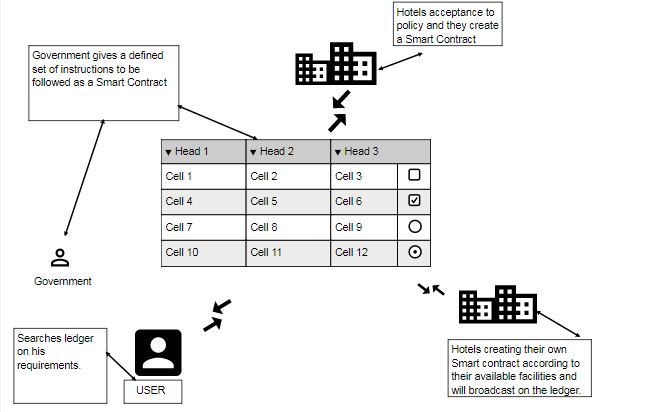 Hotels acceptance to
policy and they create
a Smart Contract
Government gives a defined
set of instructions to be
followed as a Smart Contract
Head 1 Head 2 Head 3
Cell 1 Cell 2 Cell 3
Cell 4 Cell 5 Cell 6
Cell 7 Cell 8 Cell 9
Cell 10 Cell 11 Cell 12
Government
Searches ledger
on his
requirements.
USER
Hotels creating their own
Smart contract according to
their available facilities and
will broadcast on the ledger.